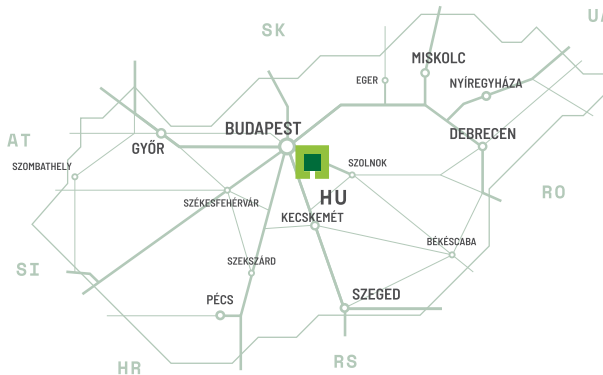 UA
SK
MISKOLC
EGER
NYÍREGYHÁZA
BUDAPEST
DEBRECEN
AT
GYŐR
SZOMBATHELY
SZOLNOK
HU
RO
SZÉKESFEHÉRVÁR
KECSKEMÉT
BÉKÉSCABA
SZEKSZÁRD
SI
PÉCS
SZEGED
RS
HR